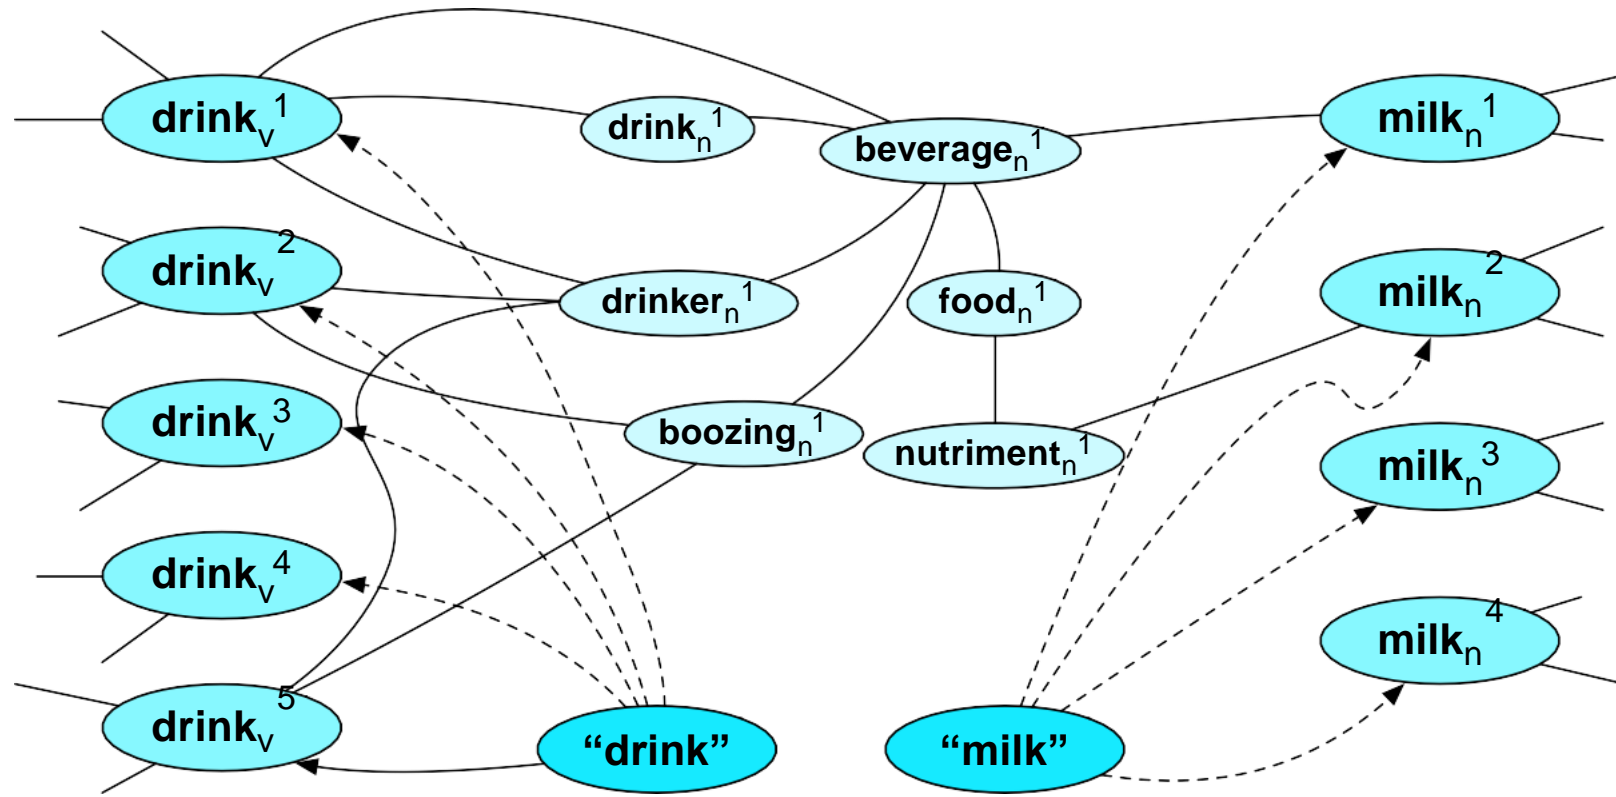 drinkᵥ¹
drinkₙ¹
beverageₙ¹
milkₙ¹
drinkᵥ²
drinkerₙ¹
foodₙ¹
milkₙ²
drinkᵥ³
boozingₙ¹
nutrimentₙ¹
milkₙ³
drinkᵥ⁴
milkₙ⁴
drinkᵥ⁵
“drink”
“milk”